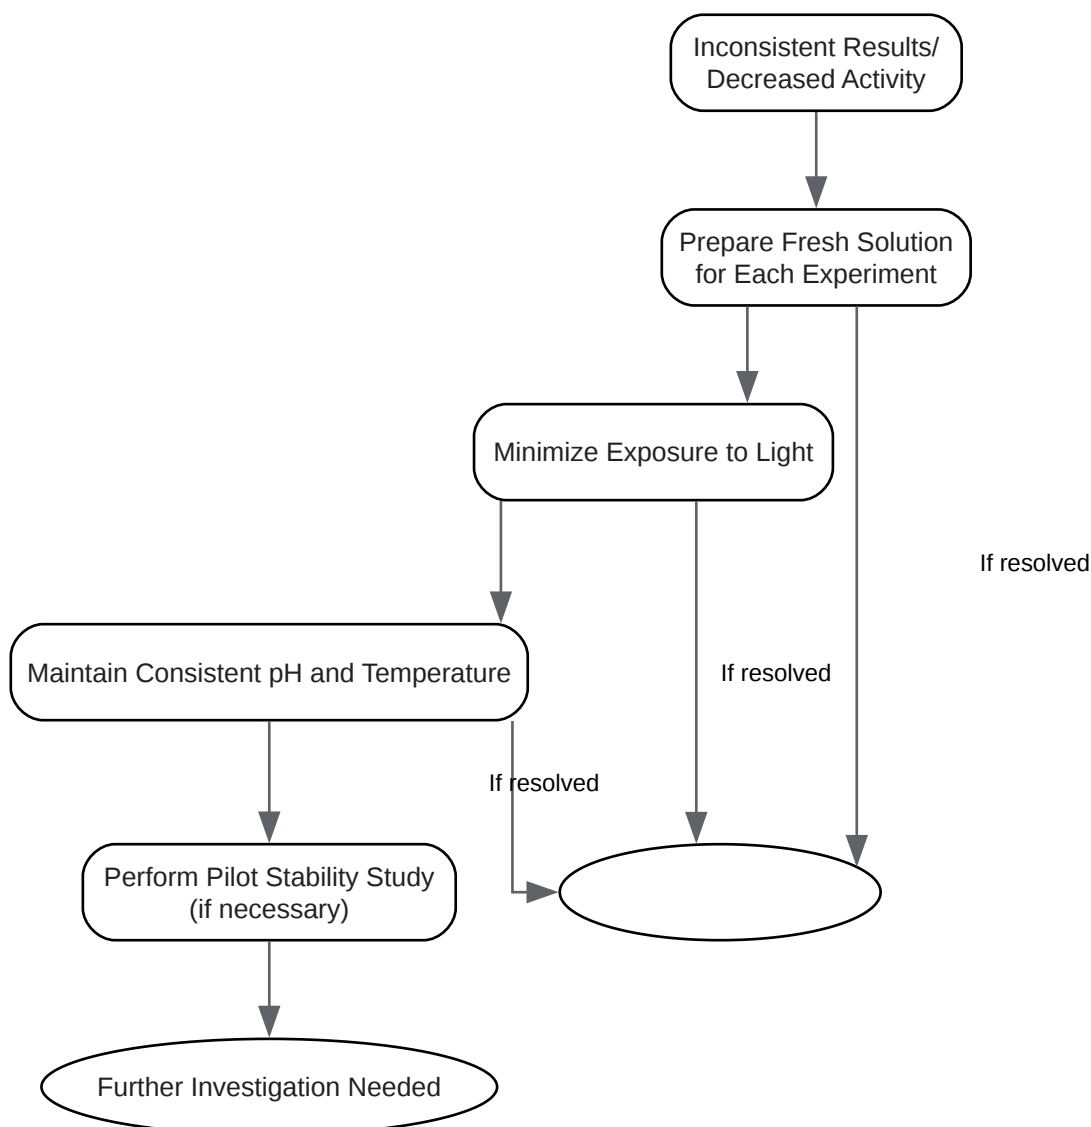 Inconsistent Results/
Decreased Activity
Prepare Fresh Solution
for Each Experiment
Minimize Exposure to Light
If resolved
Maintain Consistent pH and Temperature
If resolved
If resolved
Perform Pilot Stability Study
(if necessary)
Further Investigation Needed